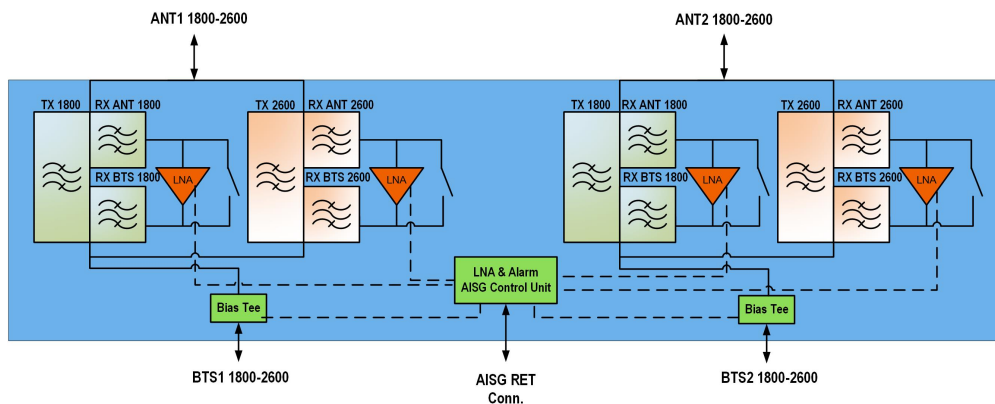 ANT1 1800-2600
ANT2 1800-2600
TX 1800
RX ANT 1800
TX 2600
RX ANT 2600
TX 1800
RX ANT 1800
TX 2600
RX ANT 2600
RX BTS 1800
LNA
RX BTS 2600
LNA
RX BTS 1800
LNA
RX BTS 2600
LNA
LNA & Alarm
AISG Control Unit
Bias Tee
Bias Tee
BTS1 1800-2600
AISG RET
Conn.
BTS2 1800-2600